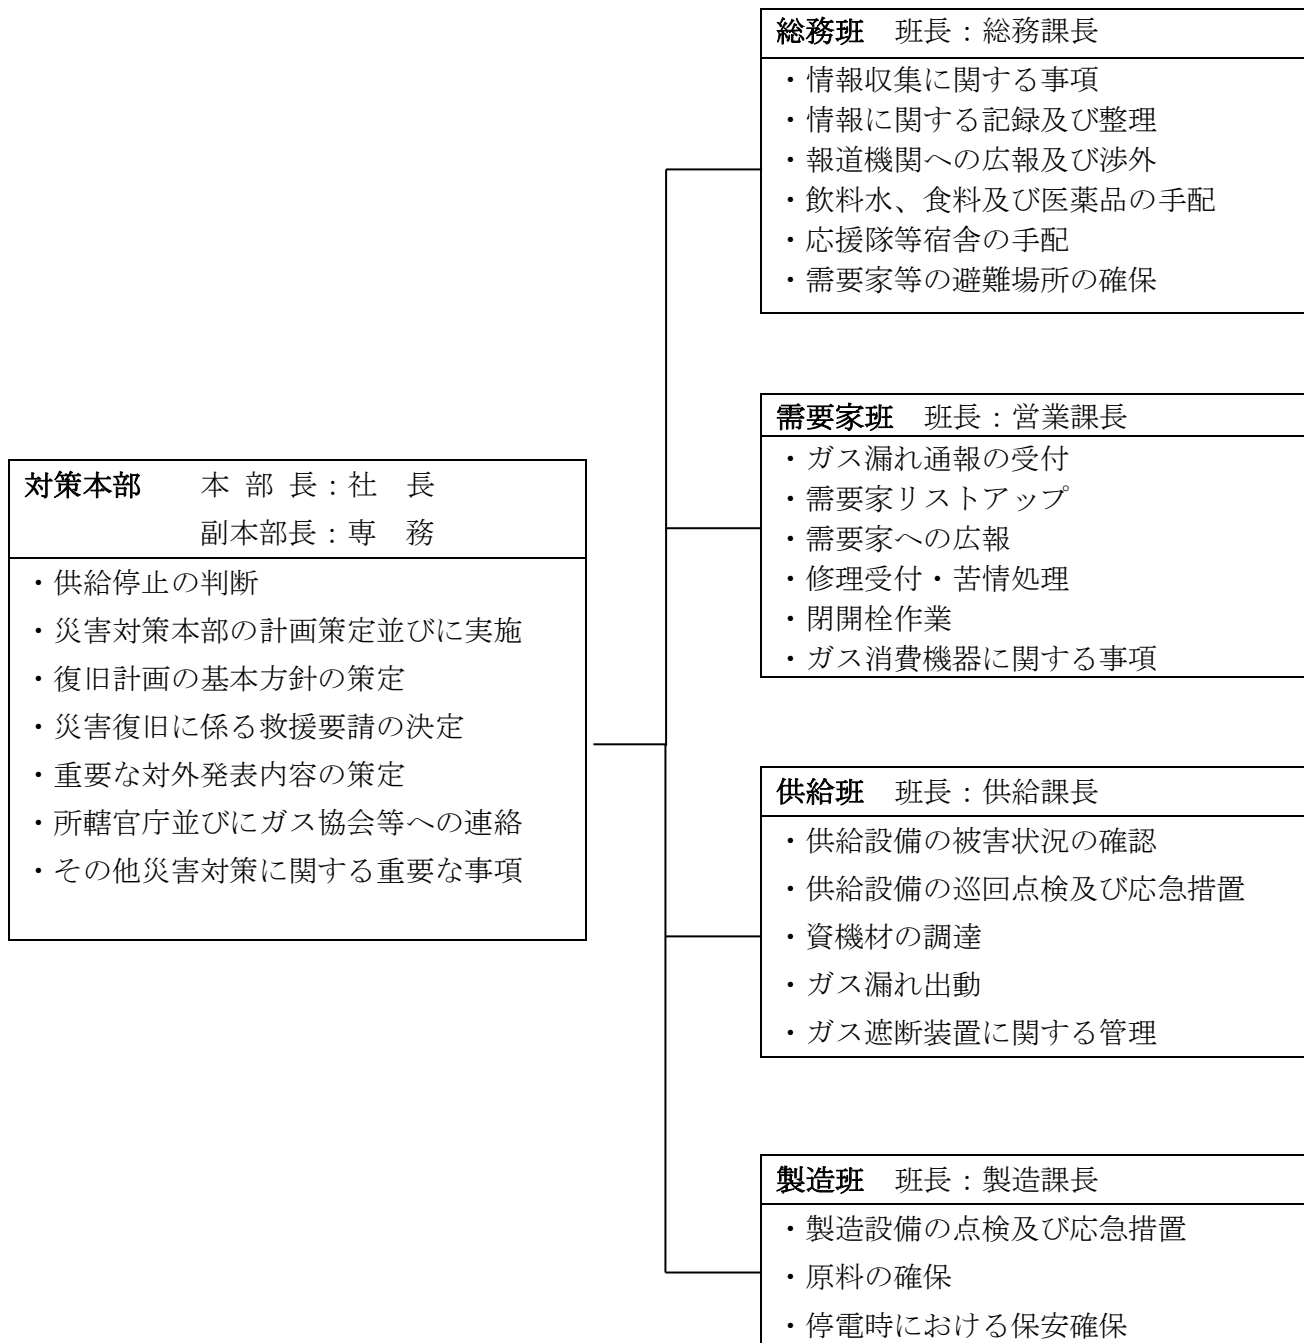 対策本部　　本 部 長：社　長
副本部長：専　務
・供給停止の判断
・災害対策本部の計画策定並びに実施
・復旧計画の基本方針の策定
・災害復旧に係る救援要請の決定
・重要な対外発表内容の策定
・所轄官庁並びにガス協会等への連絡
・その他災害対策に関する重要な事項
総務班　班長：総務課長
・情報収集に関する事項
・情報に関する記録及び整理
・報道機関への広報及び渉外
・飲料水、食料及び医薬品の手配
・応援隊等宿舎の手配
・需要家等の避難場所の確保
需要家班　班長：営業課長
・ガス漏れ通報の受付
・需要家リストアップ
・需要家への広報
・修理受付・苦情処理
・閉開栓作業
・ガス消費機器に関する事項
供給班　班長：供給課長
・供給設備の被害状況の確認
・供給設備の巡回点検及び応急措置
・資機材の調達
・ガス漏れ出動
・ガス遮断装置に関する管理
製造班　班長：製造課長
・製造設備の点検及び応急措置
・原料の確保
・停電時における保安確保